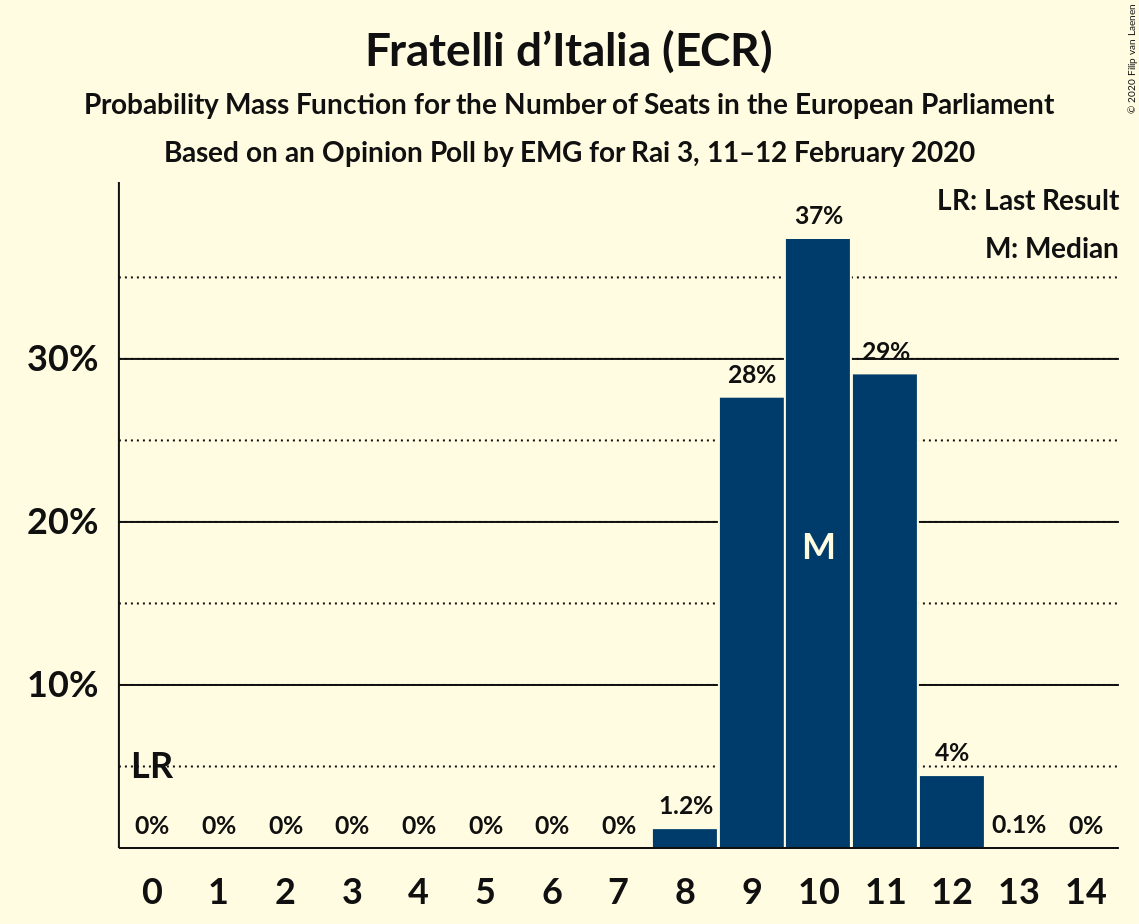 Fratelli d’Italia (ECR)
Probability Mass Function for the Number of Seats in the European Parliament
Based on an Opinion Poll by EMG for Rai 3, 11–12 February 2020
© 2020 Filip van Laenen
LR: Last Result
M: Median
37%
30%
29%
28%
20%
M
10%
LR
4%
1.2%
0% 0% 0% 0% 0% 0% 0% 0% 0.1% 0%
0 1 2 3 4 5 6 7 8 9 10 11 12 13 14